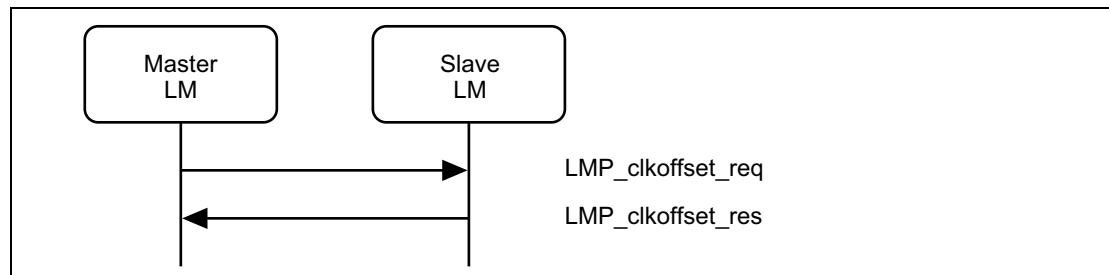 Master
LM
Slave
LM
LMP_clkoffset_req
LMP_clkoffset_res